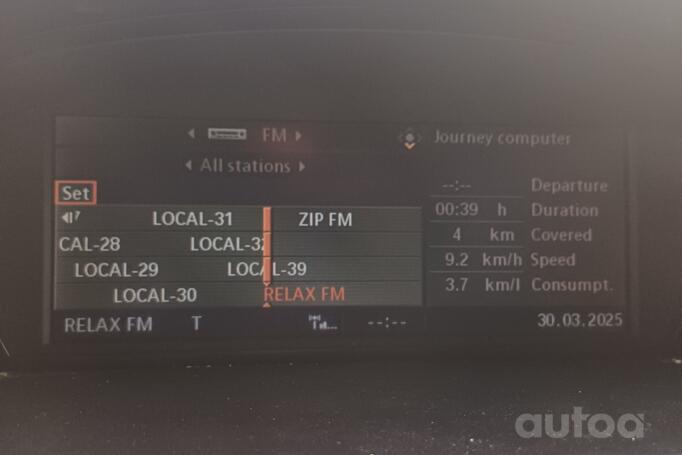 FM
Journey computer
All stations
Set
LOCAL-31 ZIP FM
CAL-28 LOCAL-32
LOCAL-29 LOCAL-39
LOCAL-30 RELAX FM
--:-- Departure
00:39 h Duration
4 km Covered
9.2 km/h Speed
3.7 km/l Consumpt.
RELAX FM T --:-- 30.03.2025
autoa